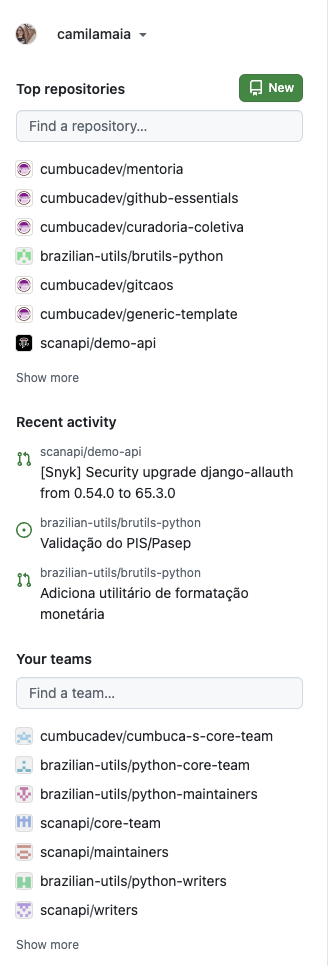 camilamaia
Top repositories
New
Find a repository...
cumbucadev/mentoria
cumbucadev/github-essentials
cumbucadev/curadoria-coletiva
brazilian-utils/brutils-python
cumbucadev/gitcaos
cumbucadev/generic-template
scanapi/demo-api
Show more
Recent activity
scanapi/demo-api
[Snyk] Security upgrade django-allauth
from 0.54.0 to 65.3.0
brazilian-utils/brutils-python
Validação do PIS/Pasep
brazilian-utils/brutils-python
Adiciona utilitário de formatação
monetária
Your teams
Find a team...
cumbucadev/cumbuca-s-core-team
brazilian-utils/python-core-team
brazilian-utils/python-maintainers
scanapi/core-team
scanapi/maintainers
brazilian-utils/python-writers
scanapi/writers
Show more